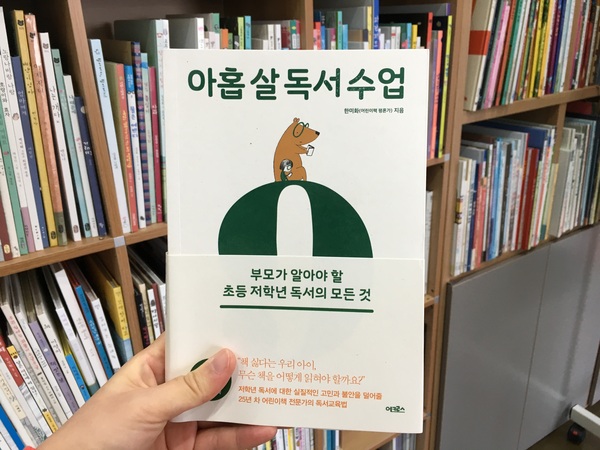 아홉 살 독서 수업
한미화(어린이책 평론가) 지음
부모가 알아야 할
초등 저학년 독서의 모든 것
싫다는 우리 아이,
무슨 책을 어떻게 읽혀야 할까요?"
저학년 독서에 대한 실질적인 고민과 불안을 덜어줄
25년 차 어린이책 전문가의 독서교육법
어크로스